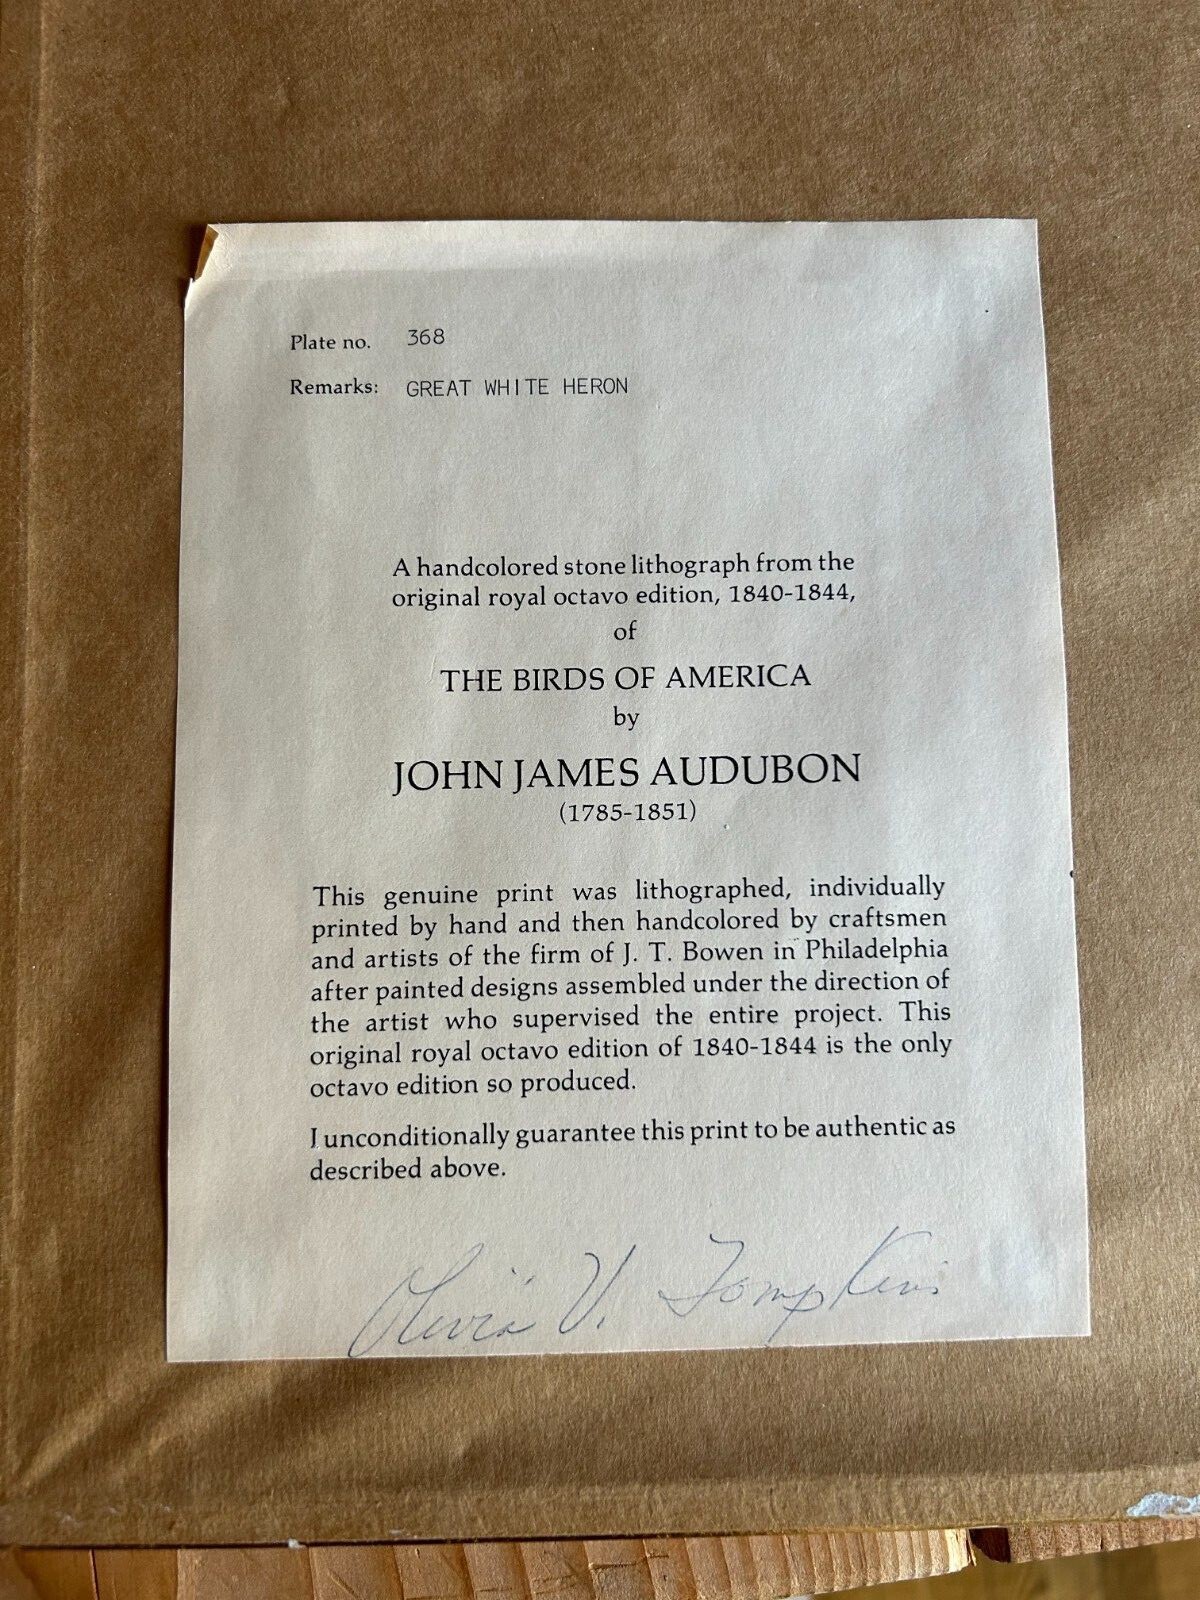 Plate no. 368
Remarks: GREAT WHITE HERON
A handcolored stone lithograph from the
original royal octavo edition, 1840-1844,
of
THE BIRDS OF AMERICA
by
JOHN JAMES AUDUBON
(1785-1851)
This genuine print was lithographed, individually
printed by hand and then handcolored by craftsmen
and artists of the firm of J. T. Bowen in Philadelphia
after painted designs assembled under the direction of
the artist who supervised the entire project. This
original royal octavo edition of 1840-1844 is the only
octavo edition so produced.
I unconditionally guarantee this print to be authentic as
described above.
Olivia V. Tompkins